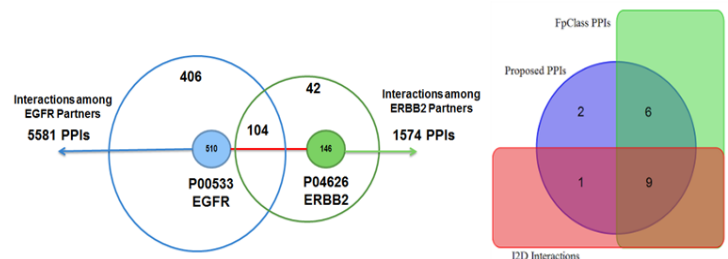 406
42
Interactions among
EGFR Partners
5581 PPIs
104
510
146
P00533
EGFR
P04626
ERBB2
Interactions among
ERBB2 Partners
1574 PPIs
FpClass PPIs
Proposed PPIs
2
6
1
9
I2D Interactions